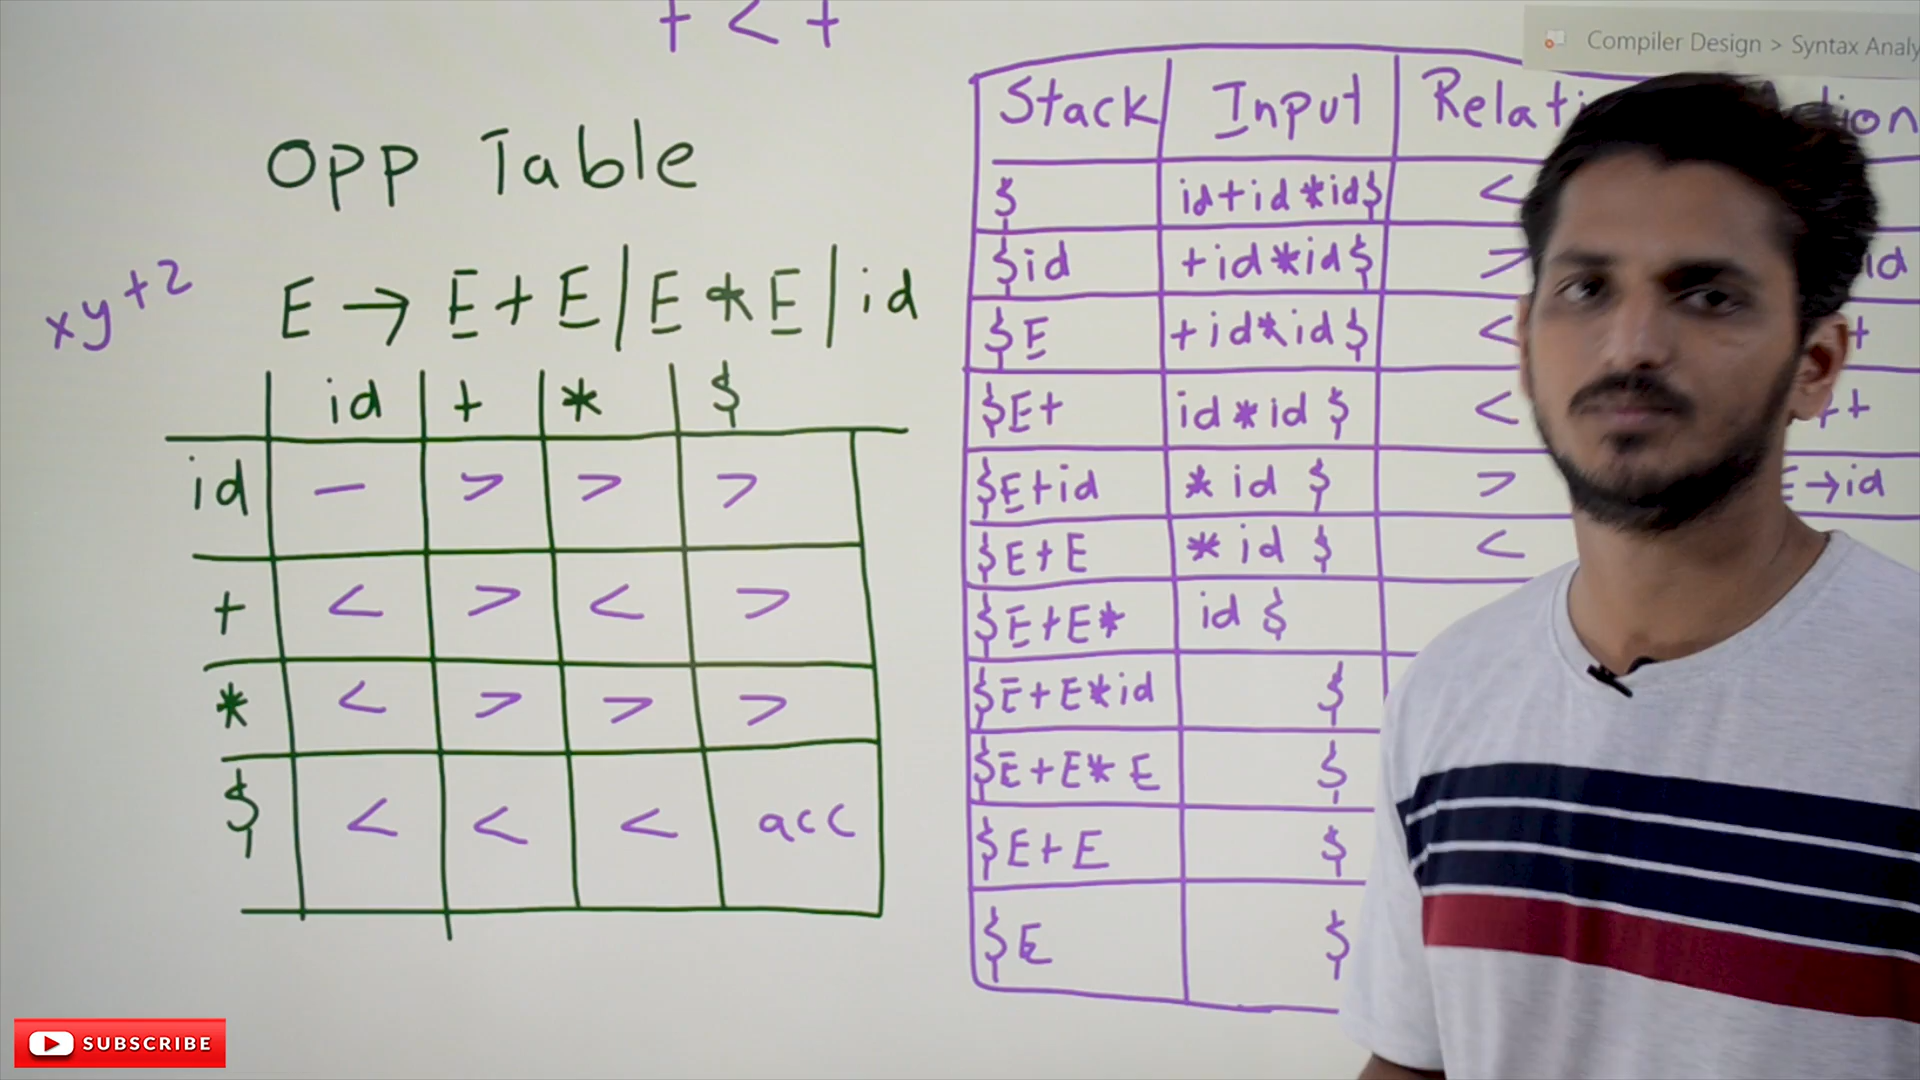 + < +
Compiler Design > Syntax Analy
Opp Table
xy+z
E → E + E | E * E | id
id + * $
id – > > >
+ < > < >
* < > > >
$ < < < acc
Stack Input Relati ction
$ id+id*id$ <
$id +id*id$ > id
$E +id*id$ < +
$E+ id*id $ < +
$E+id * id $ > E→id
$E+E * id $ <
$E+E* id $
$E+E*id $
$E+E*E $
$E+E $
$E $
SUBSCRIBE